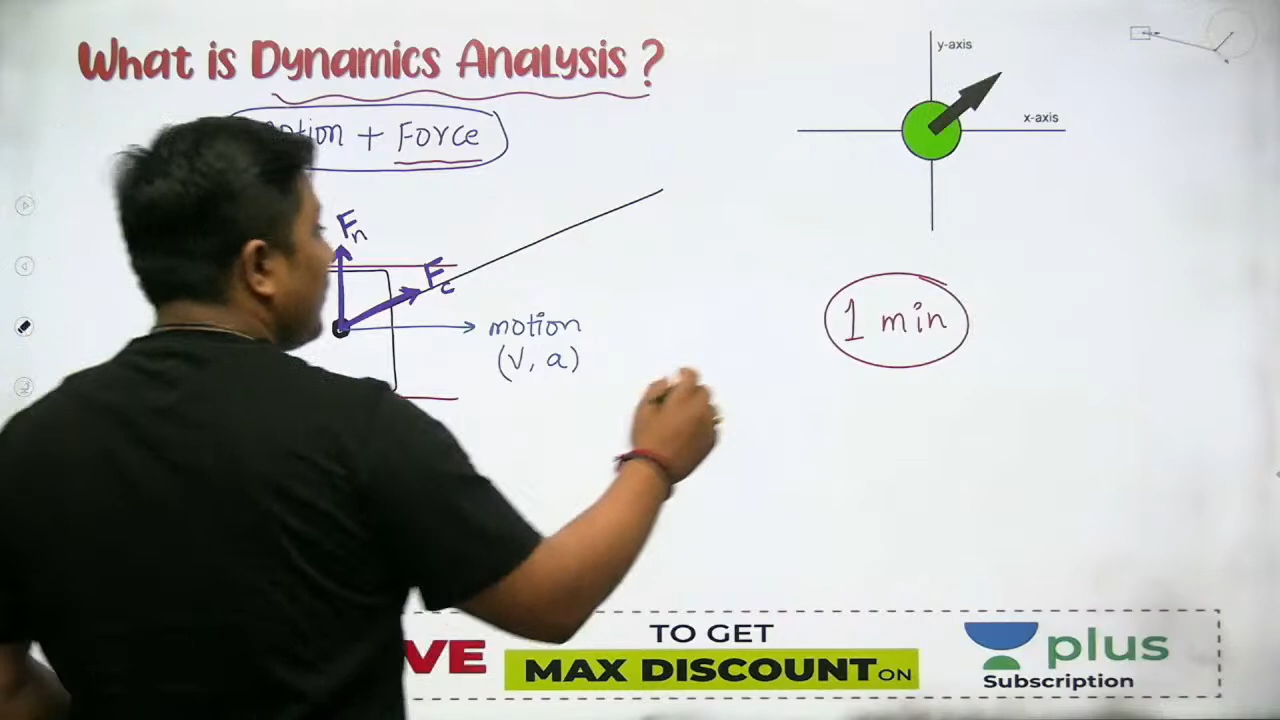 What is Dynamics Analysis ?
+ Force
Fn
Fc
motion
(V, a)
y-axis
x-axis
1 min
VE
TO GET
MAX DISCOUNT ON
plus
Subscription